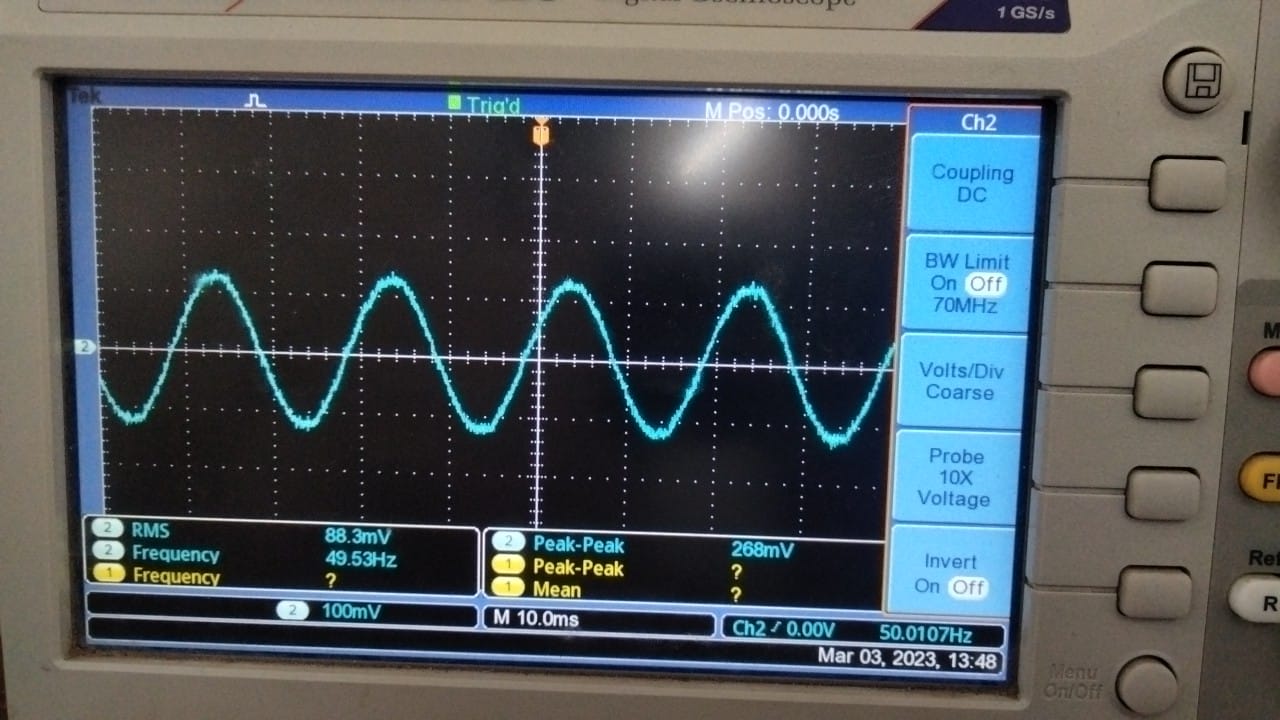 Oscilloscope
1 GS/s
Tek
Trig'd
M Pos: 0.000s
Ch2
Coupling
DC
BW Limit
On Off
70MHz
Volts/Div
Coarse
Probe
10X
Voltage
Invert
On Off
2
2 RMS 88.3mV
2 Frequency 49.53Hz
1 Frequency ?
2 Peak-Peak 268mV
1 Peak-Peak ?
1 Mean ?
2 100mV
M 10.0ms
Ch2 0.00V 50.0107Hz
Mar 03, 2023, 13:48
Menu
On/Off